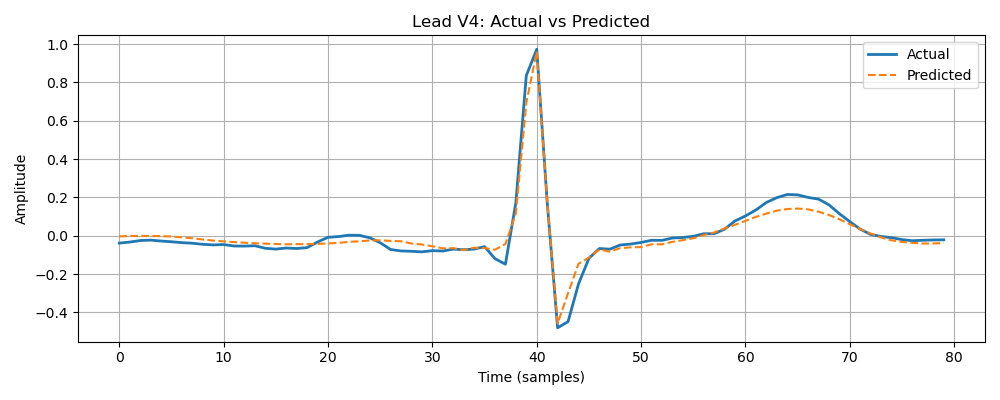 Lead V4: Actual vs Predicted
Actual
Predicted
Amplitude
1.0
0.8
0.6
0.4
0.2
0.0
−0.2
−0.4
0 10 20 30 40 50 60 70 80
Time (samples)